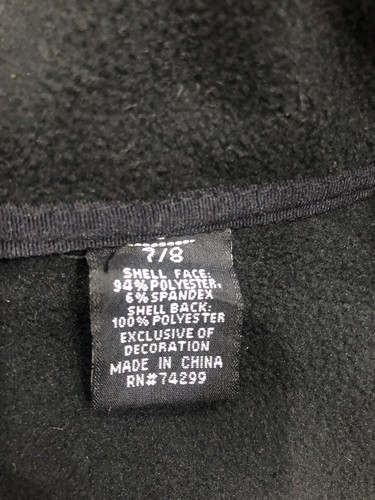 7/8
SHELL FACE:
94% POLYESTER,
6% SPANDEX
SHELL BACK:
100% POLYESTER
EXCLUSIVE OF
DECORATION
MADE IN CHINA
RN#74299